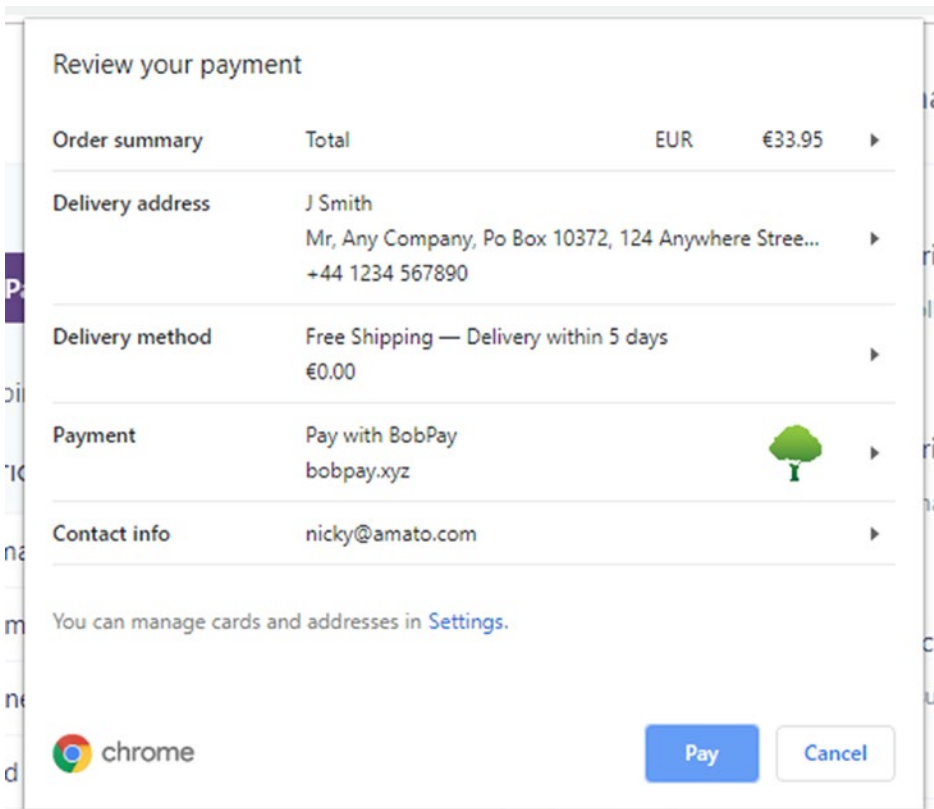 Review your payment
Order summary Total EUR €33.95
Delivery address J Smith
Mr, Any Company, Po Box 10372, 124 Anywhere Stree...
+44 1234 567890
Delivery method Free Shipping — Delivery within 5 days
€0.00
Payment Pay with BobPay
bobpay.xyz
Contact info nicky@amato.com
You can manage cards and addresses in Settings.
chrome Pay Cancel